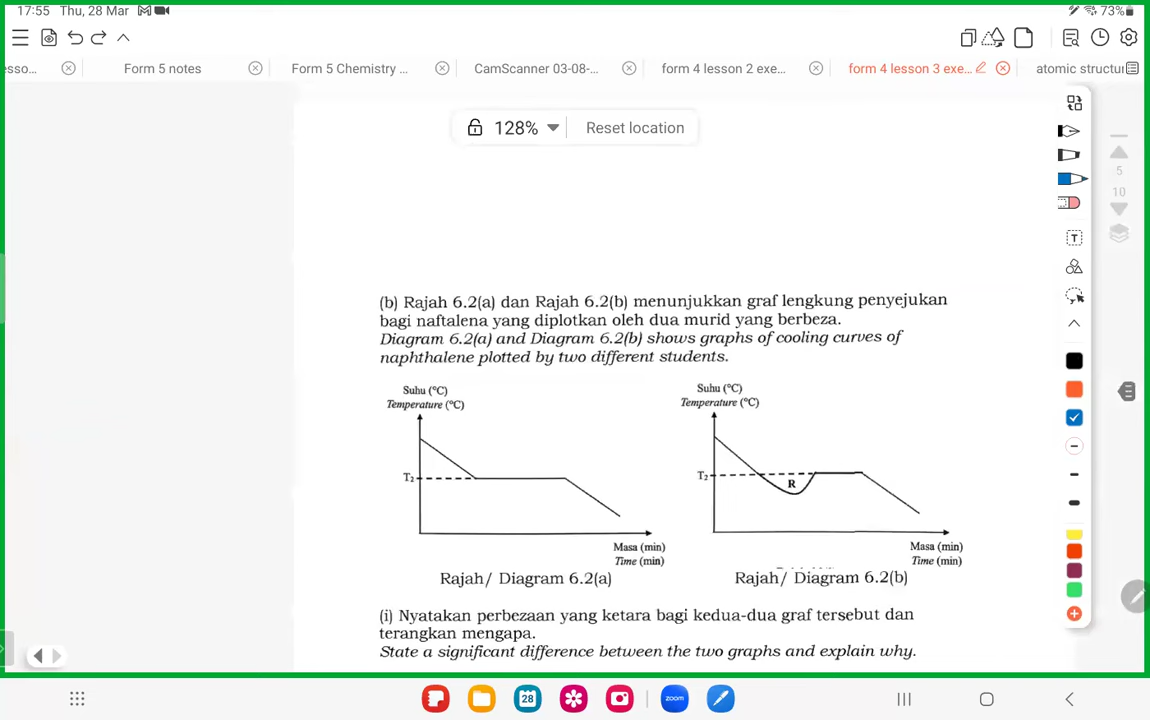 17:55 Thu, 28 Mar
73%
esso...
Form 5 notes
Form 5 Chemistry ...
CamScanner 03-08-...
form 4 lesson 2 exe...
form 4 lesson 3 exe...
atomic structu
128%
Reset location
5
10
T
(b) Rajah 6.2(a) dan Rajah 6.2(b) menunjukkan graf lengkung penyejukan
bagi naftalena yang diplotkan oleh dua murid yang berbeza.
Diagram 6.2(a) and Diagram 6.2(b) shows graphs of cooling curves of
naphthalene plotted by two different students.
Suhu (°C)
Temperature (°C)
T₂
Masa (min)
Time (min)
Rajah/ Diagram 6.2(a)
Suhu (°C)
Temperature (°C)
T₂
R
Masa (min)
Time (min)
Rajah/ Diagram 6.2(b)
(i) Nyatakan perbezaan yang ketara bagi kedua-dua graf tersebut dan
terangkan mengapa.
State a significant difference between the two graphs and explain why.
28
zoom